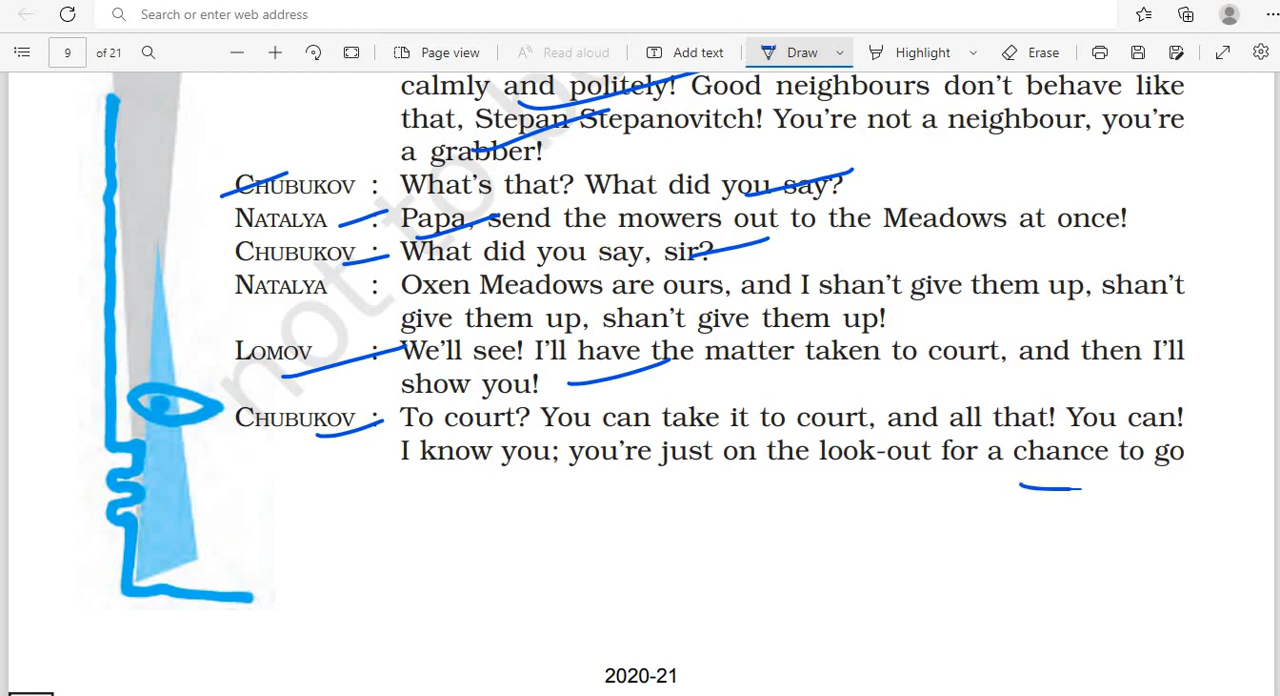 Search or enter web address
9 of 21 Page view Read aloud Add text Draw Highlight Erase
calmly and politely! Good neighbours don't behave like
that, Stepan Stepanovitch! You're not a neighbour, you're
a grabber!
CHUBUKOV : What's that? What did you say?
NATALYA : Papa, send the mowers out to the Meadows at once!
CHUBUKOV : What did you say, sir?
NATALYA : Oxen Meadows are ours, and I shan't give them up, shan't
give them up, shan't give them up!
LOMOV : We'll see! I'll have the matter taken to court, and then I'll
show you!
CHUBUKOV : To court? You can take it to court, and all that! You can!
I know you; you're just on the look-out for a chance to go
not to b
2020-21